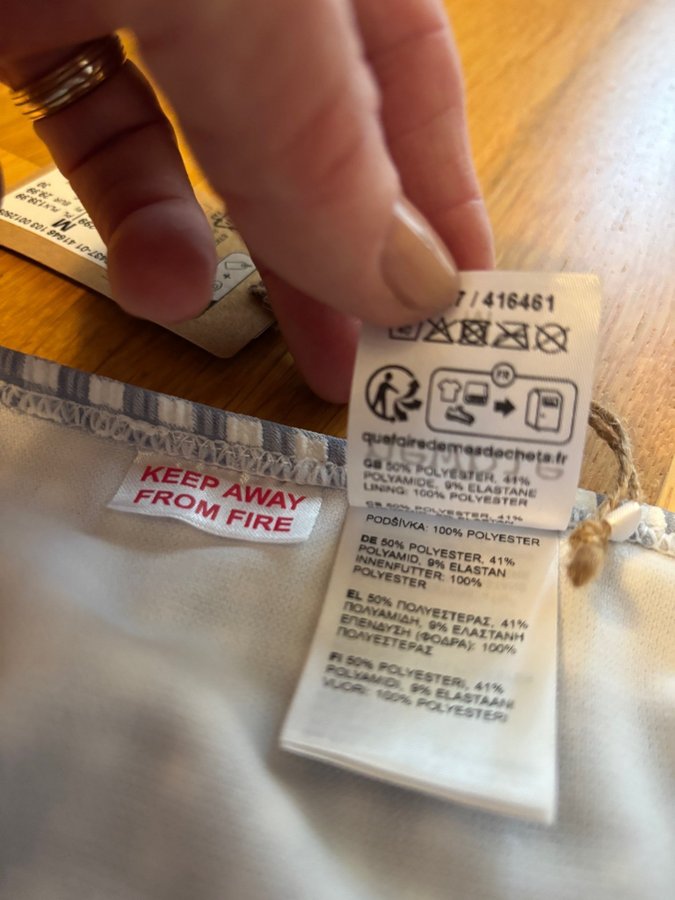 7 / 416461
FR
quefairedemesdechets.fr
GB 50% POLYESTER, 41%
POLYAMIDE, 9% ELASTANE
LINING: 100% POLYESTER
PODŠÍVKA: 100% POLYESTER
DE 50% POLYESTER, 41%
POLYAMID, 9% ELASTAN
INNENFUTTER: 100%
POLYESTER
EL 50% ΠΟΛΥΕΣΤΕΡΑΣ, 41%
ΠΟΛΥΑΜΙΔΗ, 9% ΕΛΑΣΤΑΝΗ
ΕΠΕΝΔΥΣΗ (ΦΟΔΡΑ): 100%
ΠΟΛΥΕΣΤΕΡΑΣ
FI 50% POLYESTERI, 41%
POLYAMIDI, 9% ELASTAANI
VUORI: 100% POLYESTERI
KEEP AWAY
FROM FIRE
M